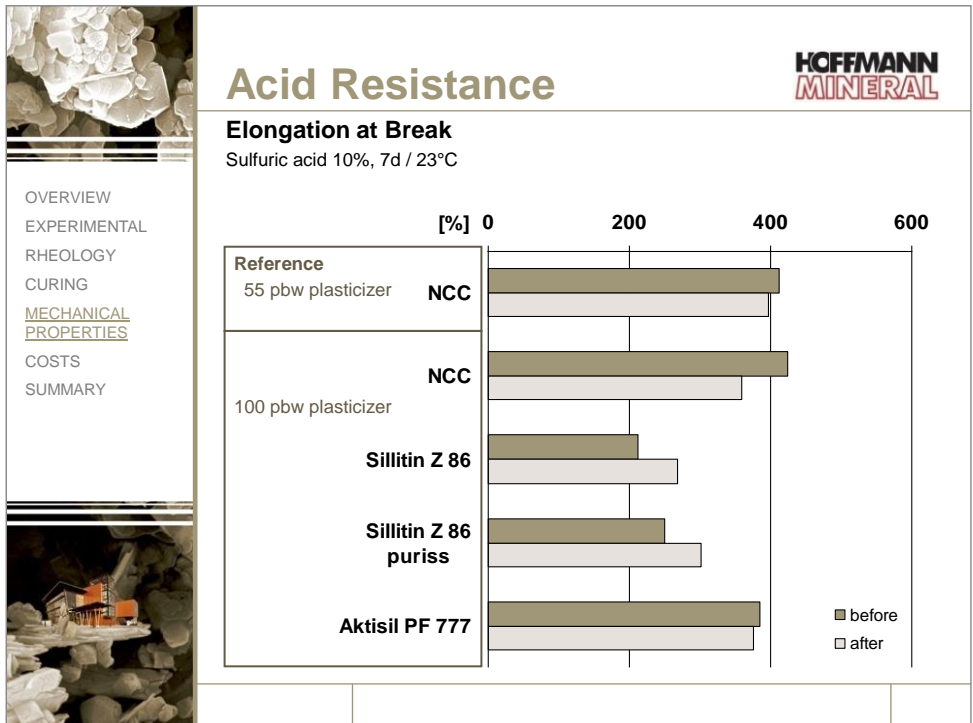 Acid Resistance
HOFFMANN
MINERAL
Elongation at Break
Sulfuric acid 10%, 7d / 23°C
OVERVIEW
EXPERIMENTAL
RHEOLOGY
CURING
MECHANICAL
PROPERTIES
COSTS
SUMMARY
[%] 0 200 400 600
Reference
55 pbw plasticizer
NCC
NCC
100 pbw plasticizer
Sillitin Z 86
Sillitin Z 86
puriss
Aktisil PF 777
before
after